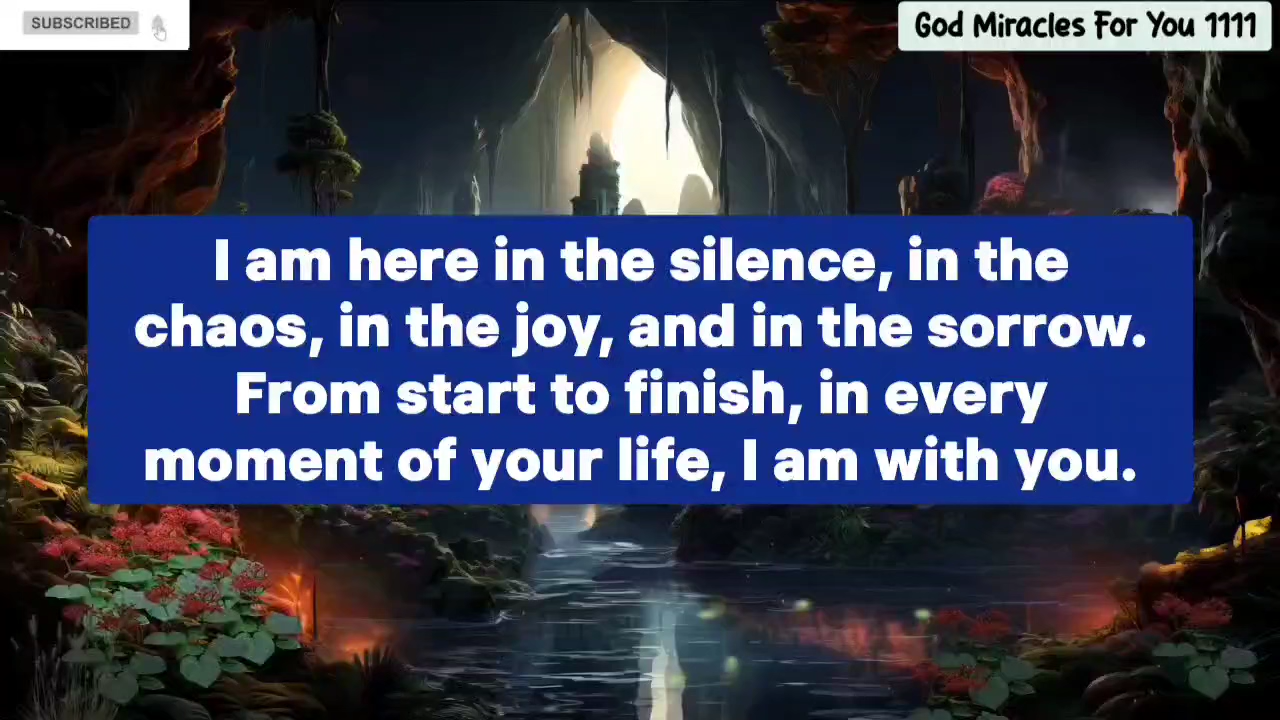 SUBSCRIBED
God Miracles For You 1111
I am here in the silence, in the
chaos, in the joy, and in the sorrow.
From start to finish, in every
moment of your life, I am with you.